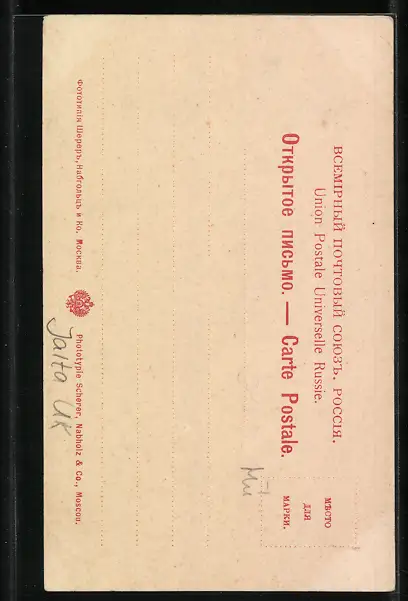 ВСЕМІРНЫЙ ПОЧТОВЫЙ СОЮЗЪ. РОССІЯ.
Union Postale Universelle Russie.
Открытое письмо. — Carte Postale.
МѢСТО
ДЛЯ
МАРКИ.
Фототипія Шереръ, Набгольцъ и Ко. Москва.
Phototypie Scherer, Nabholz & Co., Moscou.
Jalta UK